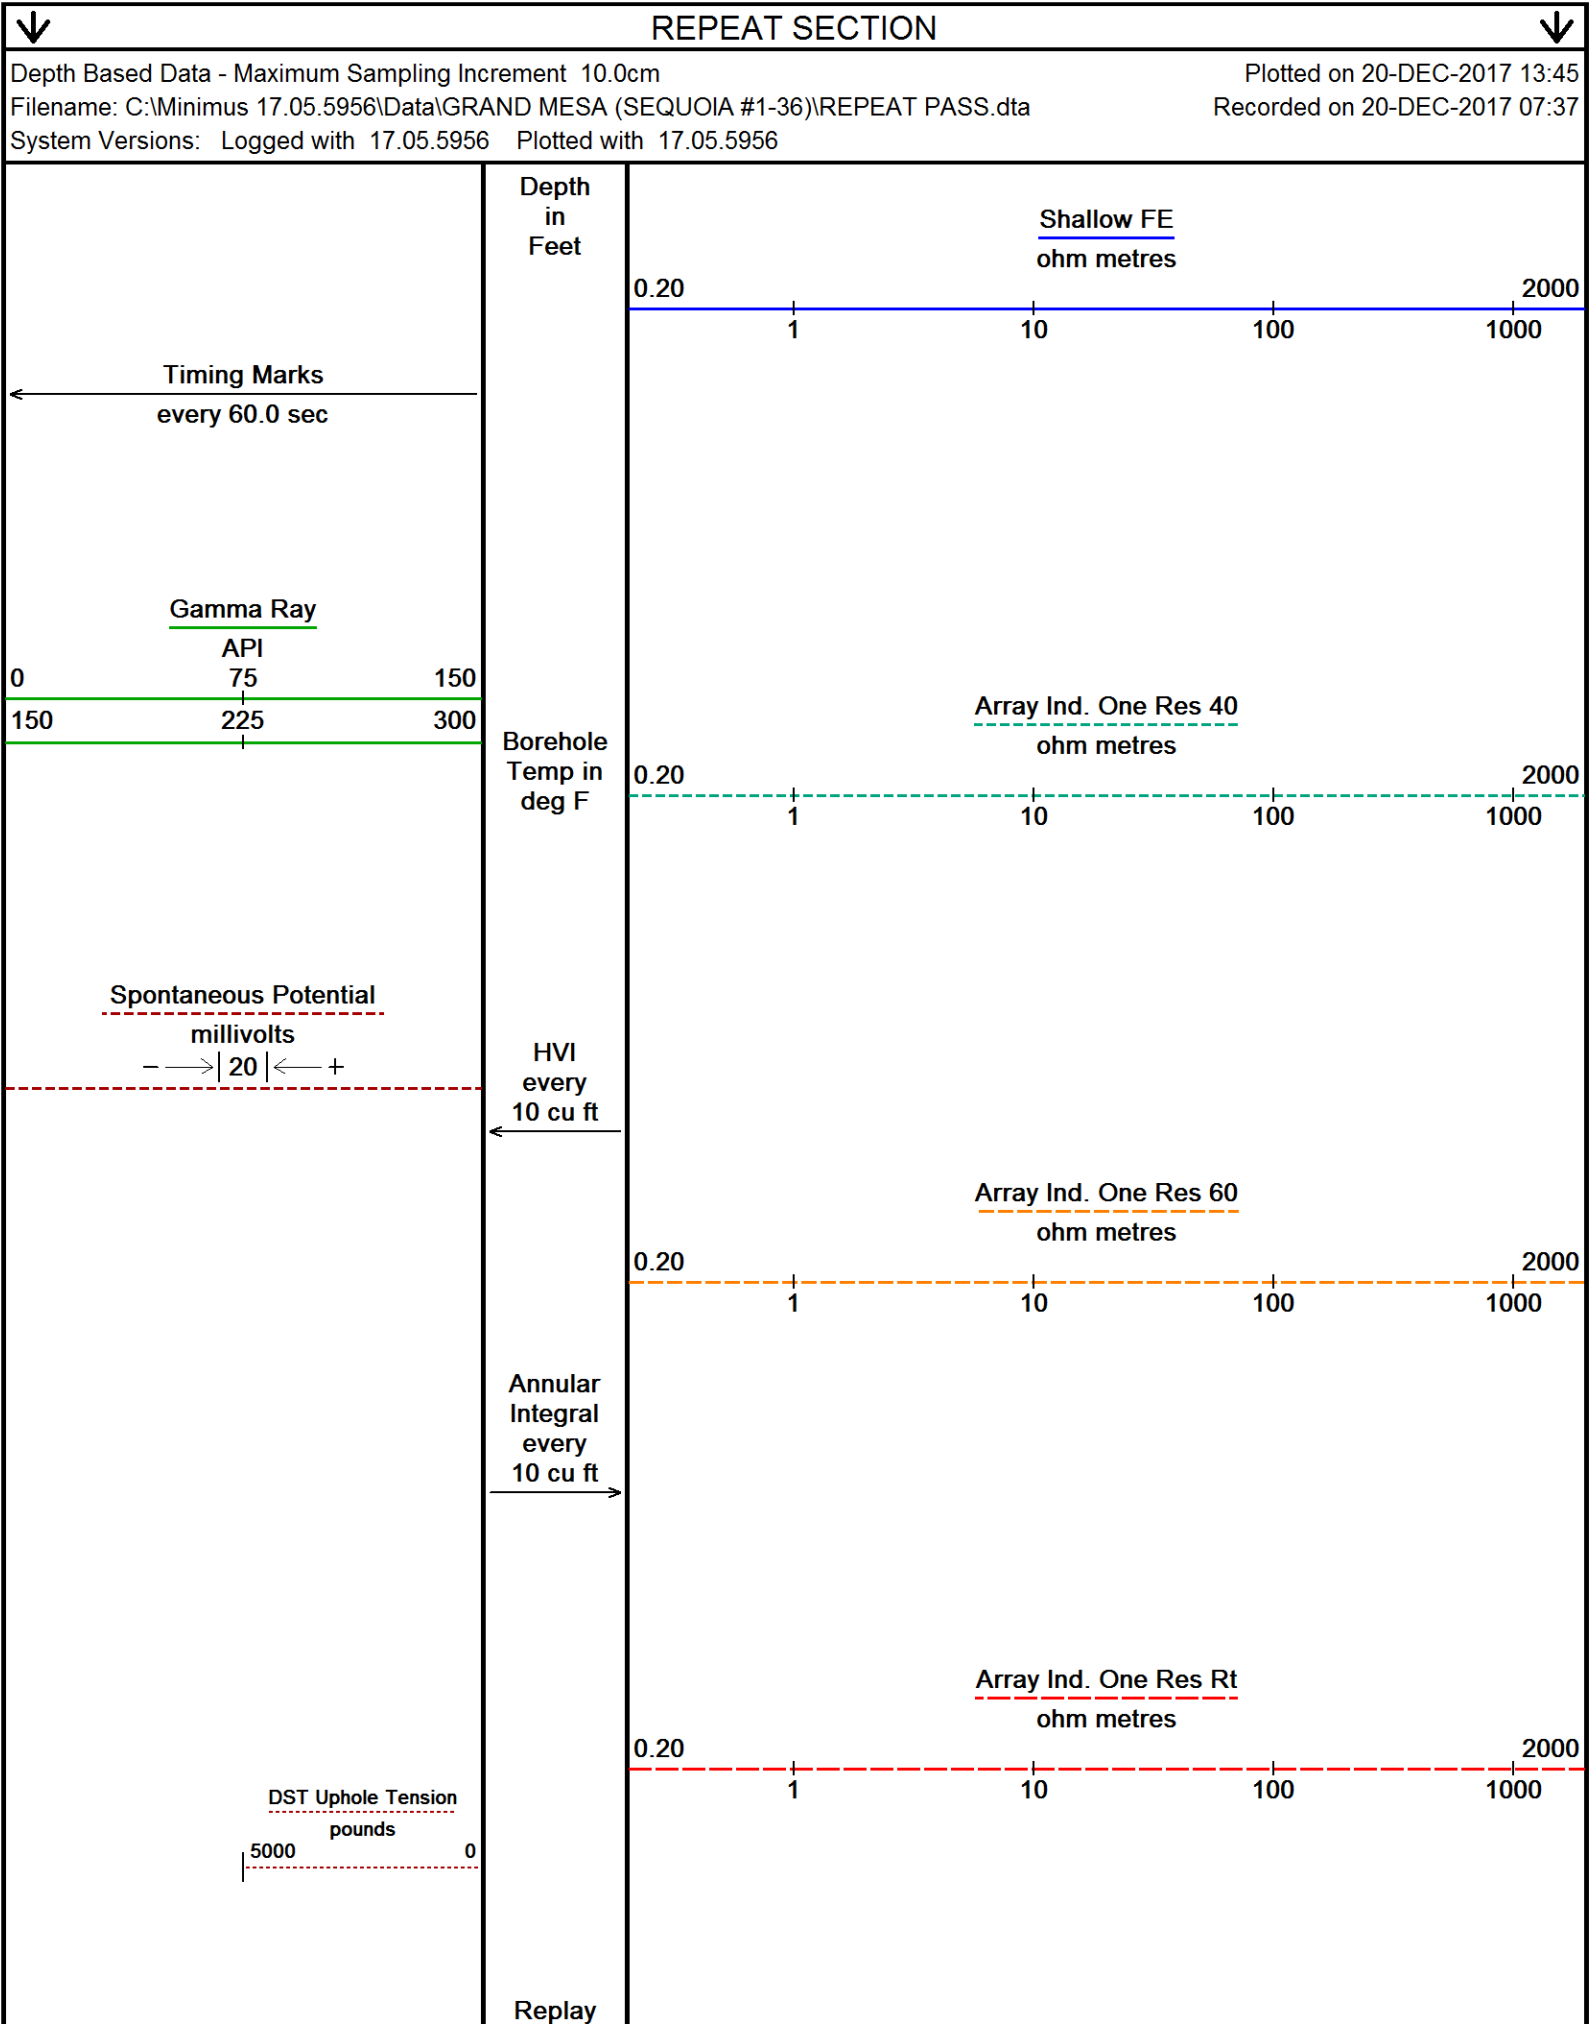 REPEAT SECTION
Depth Based Data - Maximum Sampling Increment 10.0cm
Plotted on 20-DEC-2017 13:45
Filename: C:\Minimus 17.05.5956\Data\GRAND MESA (SEQUOIA #1-36)\REPEAT PASS.dta
Recorded on 20-DEC-2017 07:37
System Versions: Logged with 17.05.5956 Plotted with 17.05.5956
Timing Marks
every 60.0 sec
Gamma Ray
API
0 75 150
150 225 300
Spontaneous Potential
millivolts
− 20 +
DST Uphole Tension
pounds
5000 0
Depth
in
Feet
Borehole
Temp in
deg F
HVI
every
10 cu ft
Annular
Integral
every
10 cu ft
Replay
Shallow FE
ohm metres
0.20 2000
1 10 100 1000
Array Ind. One Res 40
ohm metres
0.20 2000
1 10 100 1000
Array Ind. One Res 60
ohm metres
0.20 2000
1 10 100 1000
Array Ind. One Res Rt
ohm metres
0.20 2000
1 10 100 1000